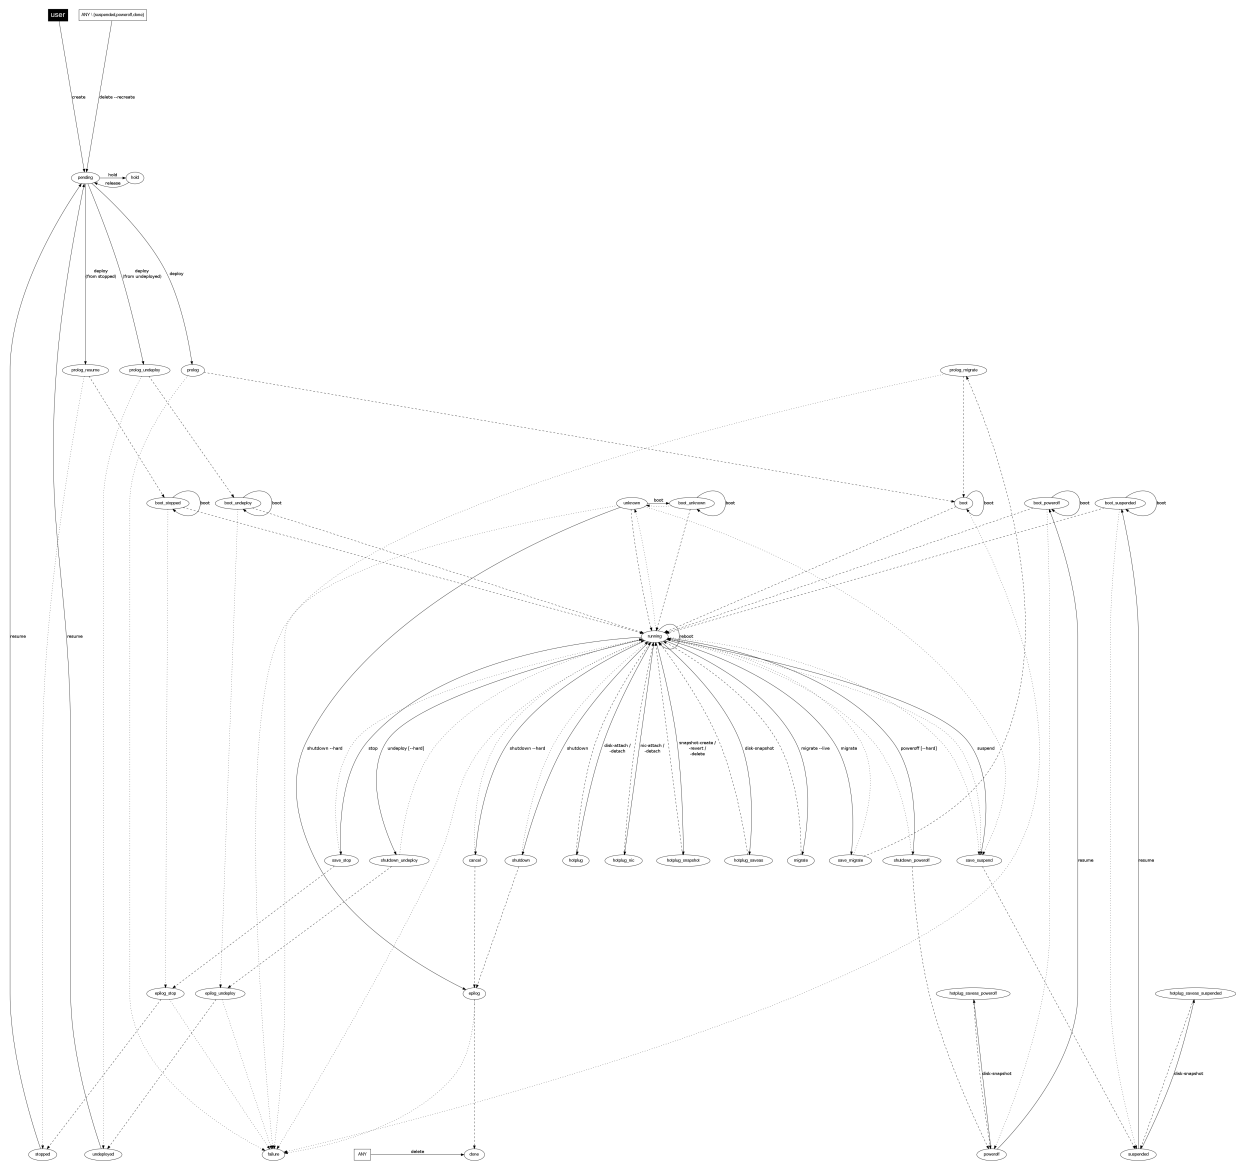 user
ANY \ {suspended,poweroff,done}
create
delete --recreate
pending
hold
release
hold
deploy
(from stopped)
deploy
(from undeployed)
deploy
prolog_resume
prolog_undeploy
prolog
prolog_migrate
boot_stopped
boot
boot_undeploy
boot
unknown
boot
boot_unknown
boot
boot
boot
boot_poweroff
boot
boot_suspended
boot
resume
resume
running
reboot
shutdown --hard
stop
undeploy [--hard]
shutdown --hard
shutdown
disk-attach /
-detach
nic-attach /
-detach
snapshot-create /
-revert /
-delete
disk-snapshot
migrate --live
migrate
poweroff [--hard]
suspend
save_stop
shutdown_undeploy
cancel
shutdown
hotplug
hotplug_nic
hotplug_snapshot
hotplug_saveas
migrate
save_migrate
shutdown_poweroff
save_suspend
resume
resume
epilog_stop
epilog_undeploy
epilog
hotplug_saveas_poweroff
hotplug_saveas_suspended
disk-snapshot
disk-snapshot
stopped
undeployed
failure
ANY
delete
done
poweroff
suspended